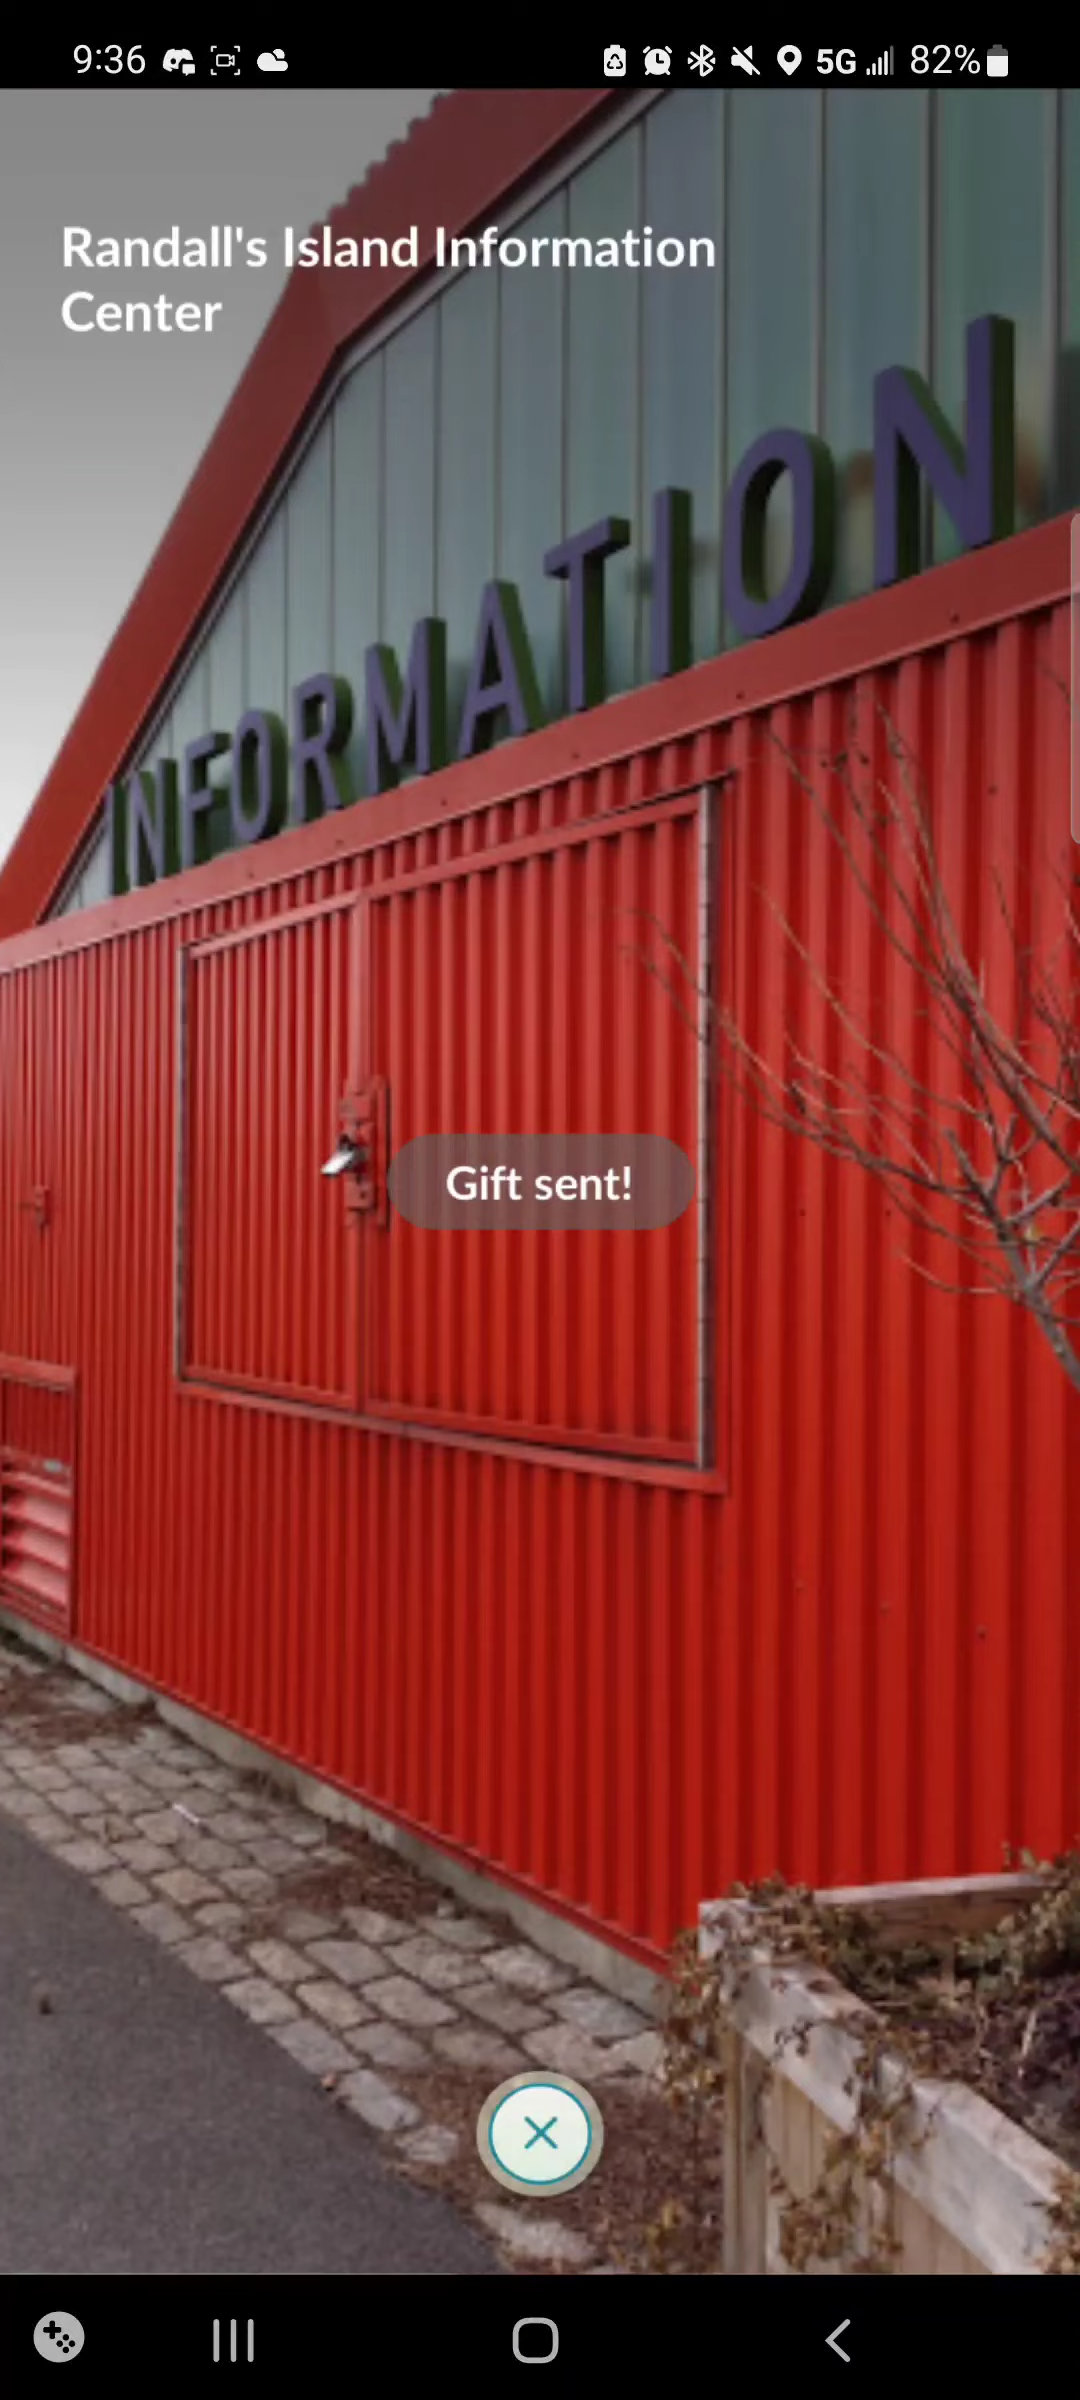 9:36
5G
82%
Randall's Island Information
Center
INFORMATION
Gift sent!